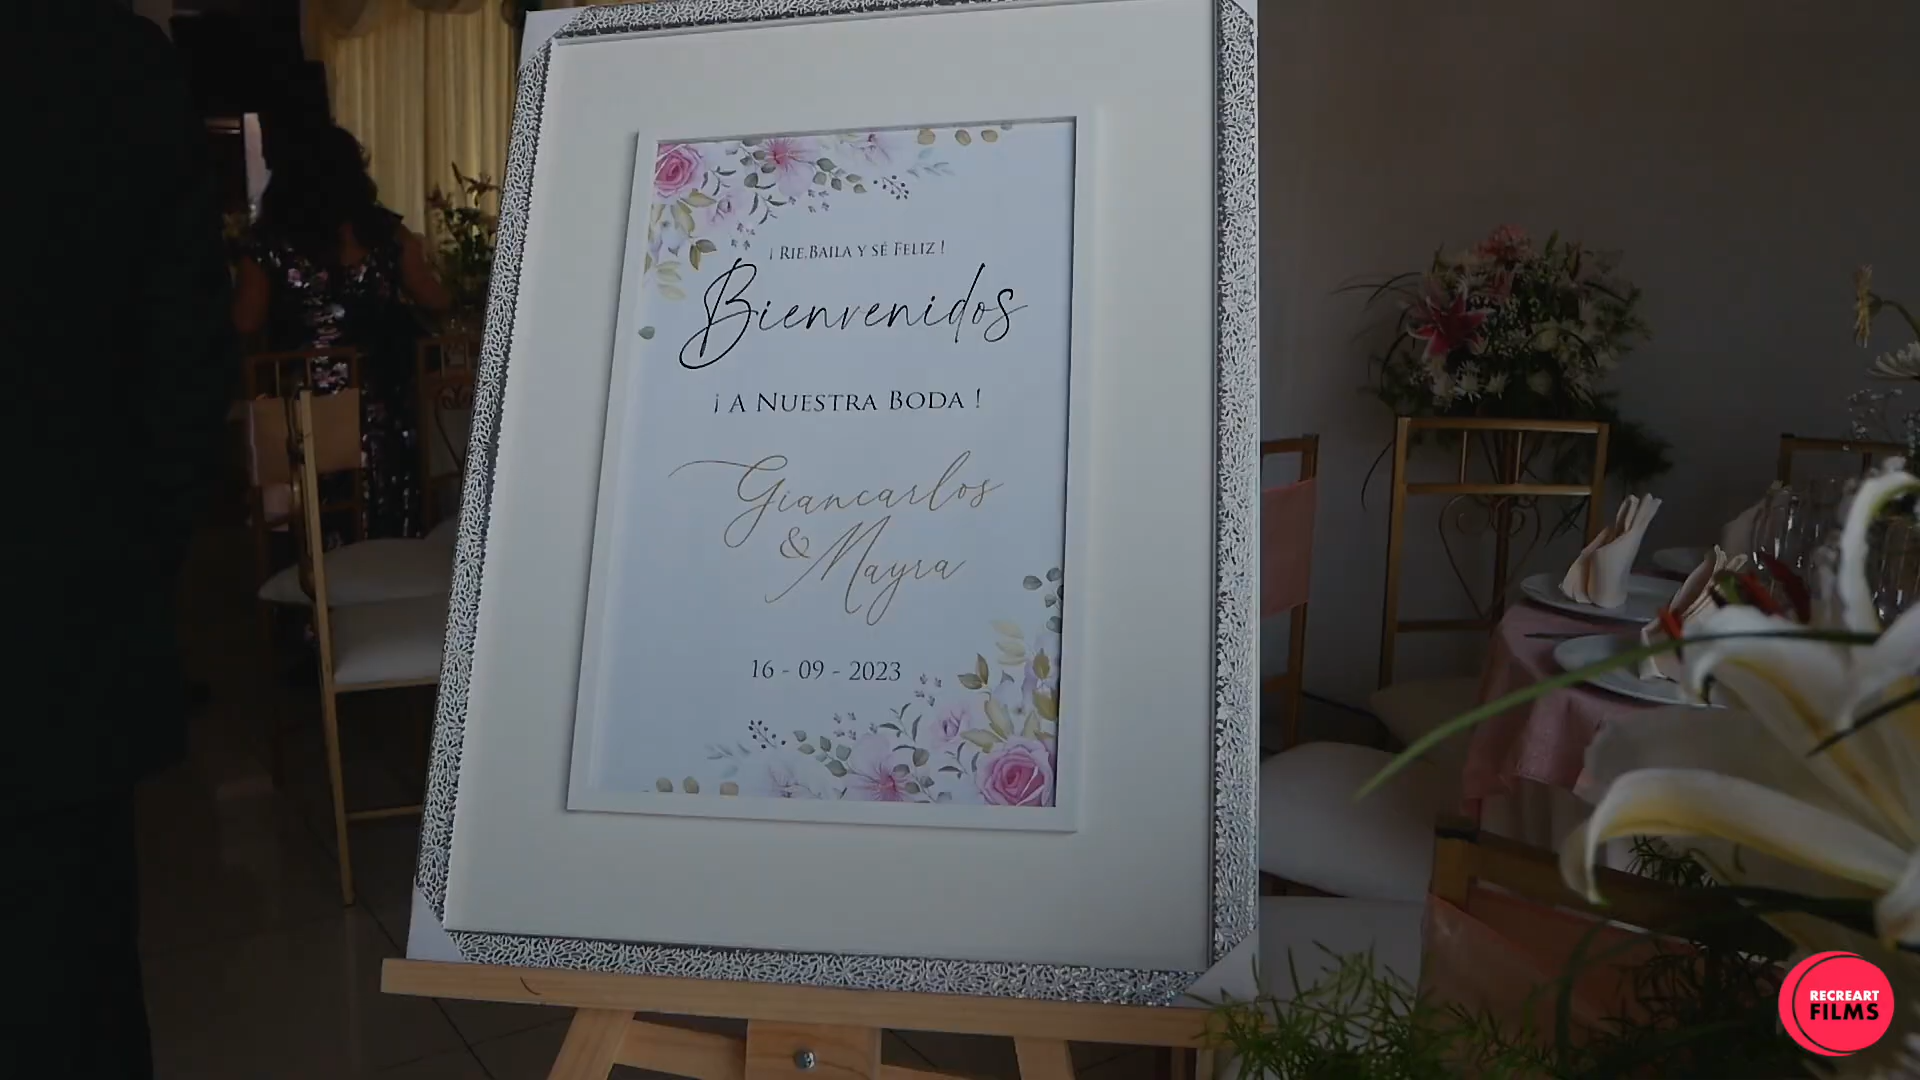 ¡ RIE,BAILA Y SÉ FELIZ !
Bienvenidos
¡ A NUESTRA BODA !
Giancarlos
& Mayra
16 - 09 - 2023
RECREART
FILMS